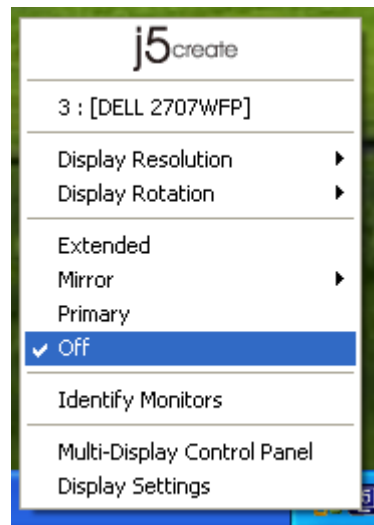 j5create
3 : [DELL 2707WFP]
Display Resolution
Display Rotation
Extended
Mirror
Primary
Off
Identify Monitors
Multi-Display Control Panel
Display Settings